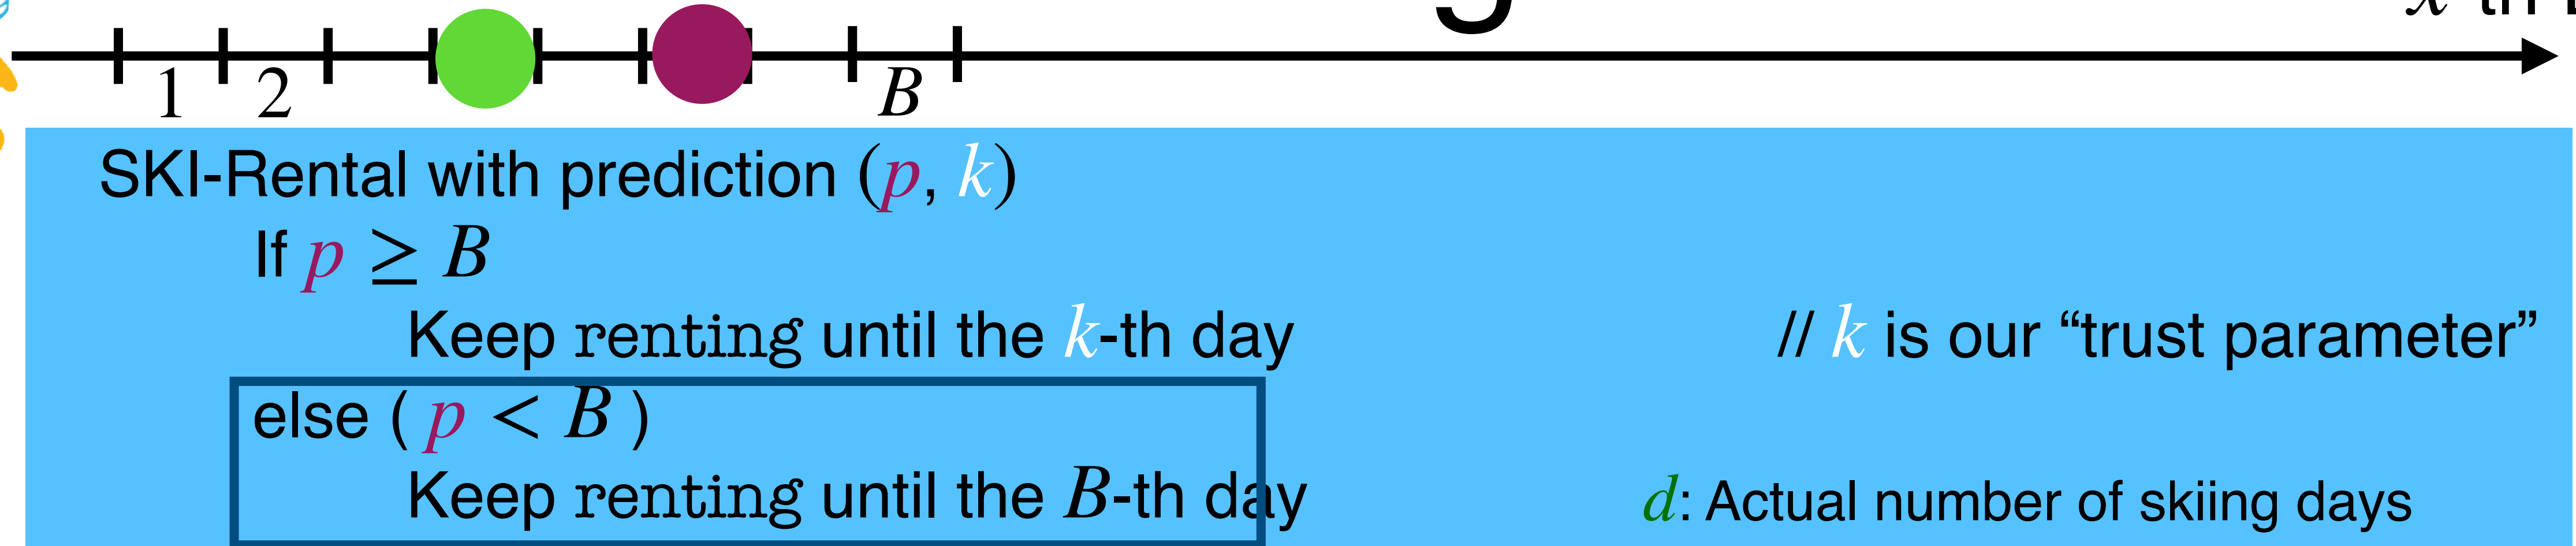 1 2 B
SKI-Rental with prediction (p, k)
If p ≥ B
Keep renting until the k-th day // k is our “trust parameter”
else ( p < B )
Keep renting until the B-th day d: Actual number of skiing days